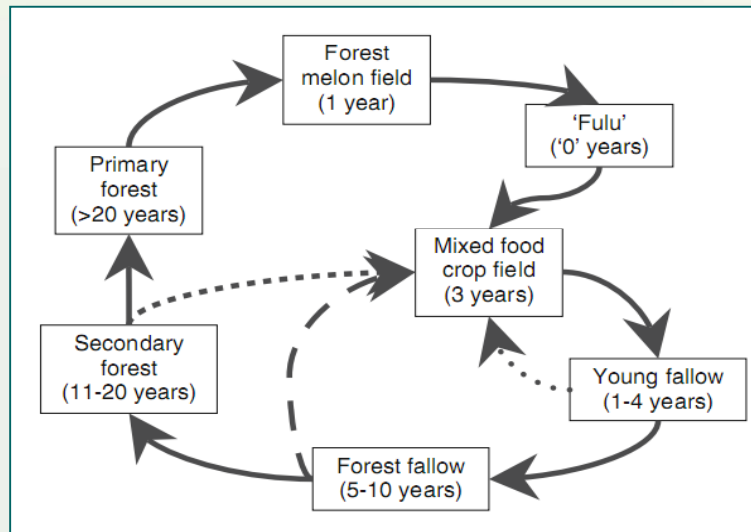 Forest
melon field
(1 year)
'Fulu'
('0' years)
Primary
forest
(>20 years)
Mixed food
crop field
(3 years)
Secondary
forest
(11-20 years)
Young fallow
(1-4 years)
Forest fallow
(5-10 years)